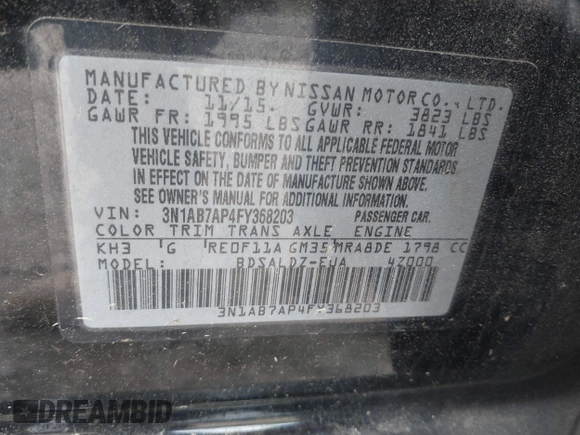 MANUFACTURED BY NISSAN MOTOR CO., LTD.
DATE: 11/15. GVWR: 3823 LBS
GAWR FR: 1995 LBS GAWR RR: 1841 LBS
THIS VEHICLE CONFORMS TO ALL APPLICABLE FEDERAL MOTOR
VEHICLE SAFETY, BUMPER AND THEFT PREVENTION STANDARDS
IN EFFECT ON THE DATE OF MANUFACTURE SHOWN ABOVE.
SEE OWNER'S MANUAL FOR ADDITIONAL INFORMATION
VIN: 3N1AB7AP4FY368203 PASSENGER CAR.
COLOR TRIM TRANS AXLE ENGINE
KH3 G RE0F11A GM35 MRA8DE 1798 CC
MODEL: BDSALDZ-EUA 47000
3N1AB7AP4FY368203
DREAMBID